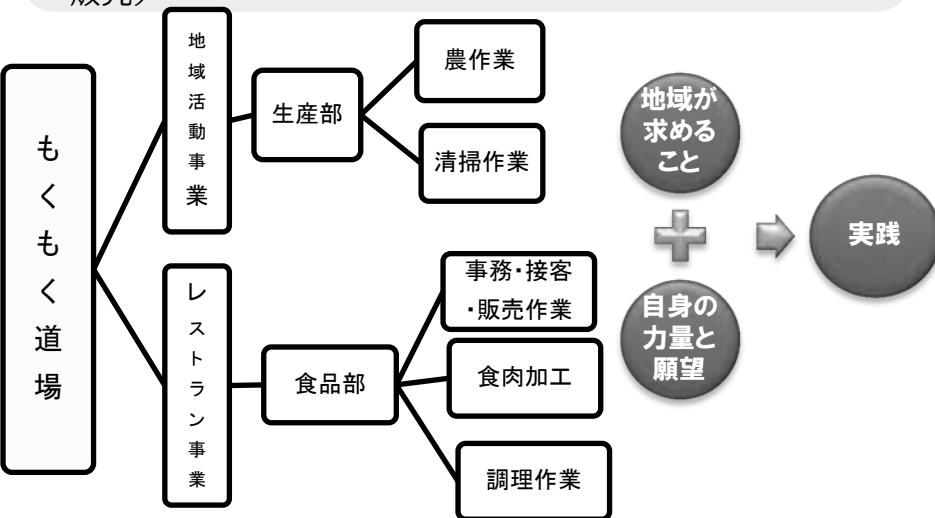 もくもく道場
地域活動事業
生産部
農作業
清掃作業
レストラン事業
食品部
事務・接客
・販売作業
食肉加工
調理作業
地域が
求める
こと
自身の
力量と
願望
実践